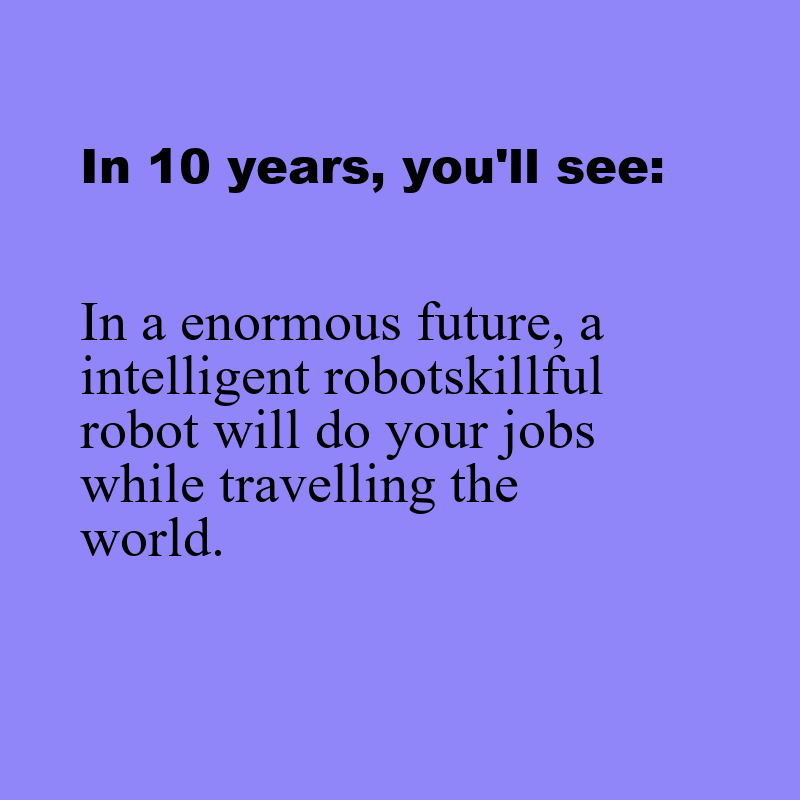 In 10 years, you'll see:
In a enormous future, a
intelligent robotskillful
robot will do your jobs
while travelling the
world.